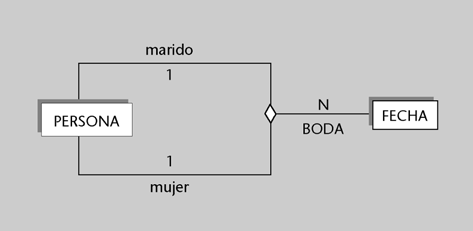 marido
1
PERSONA
N
BODA
FECHA
1
mujer